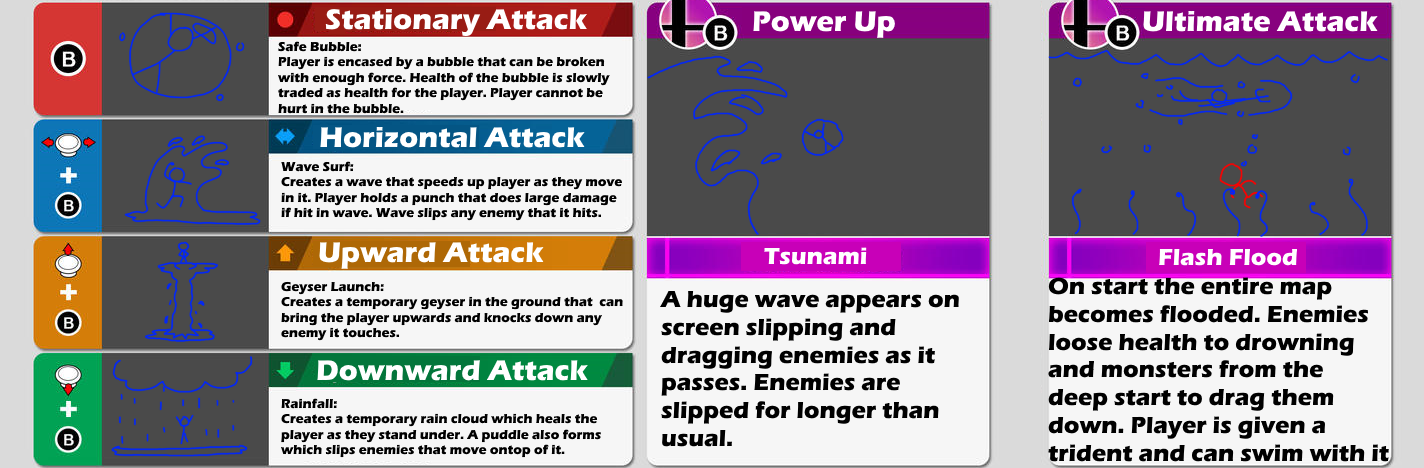 B
Stationary Attack
Safe Bubble:
Player is encased by a bubble that can be broken
with enough force. Health of the bubble is slowly
traded as health for the player. Player cannot be
hurt in the bubble.
+
B
Horizontal Attack
Wave Surf:
Creates a wave that speeds up player as they move
in it. Player holds a punch that does large damage
if hit in wave. Wave slips any enemy that it hits.
+
B
Upward Attack
Geyser Launch:
Creates a temporary geyser in the ground that can
bring the player upwards and knocks down any
enemy it touches.
+
B
Downward Attack
Rainfall:
Creates a temporary rain cloud which heals the
player as they stand under. A puddle also forms
which slips enemies that move ontop of it.
B
Power Up
Tsunami
A huge wave appears on
screen slipping and
dragging enemies as it
passes. Enemies are
slipped for longer than
usual.
B
Ultimate Attack
Flash Flood
On start the entire map
becomes flooded. Enemies
loose health to drowning
and monsters from the
deep start to drag them
down. Player is given a
trident and can swim with it